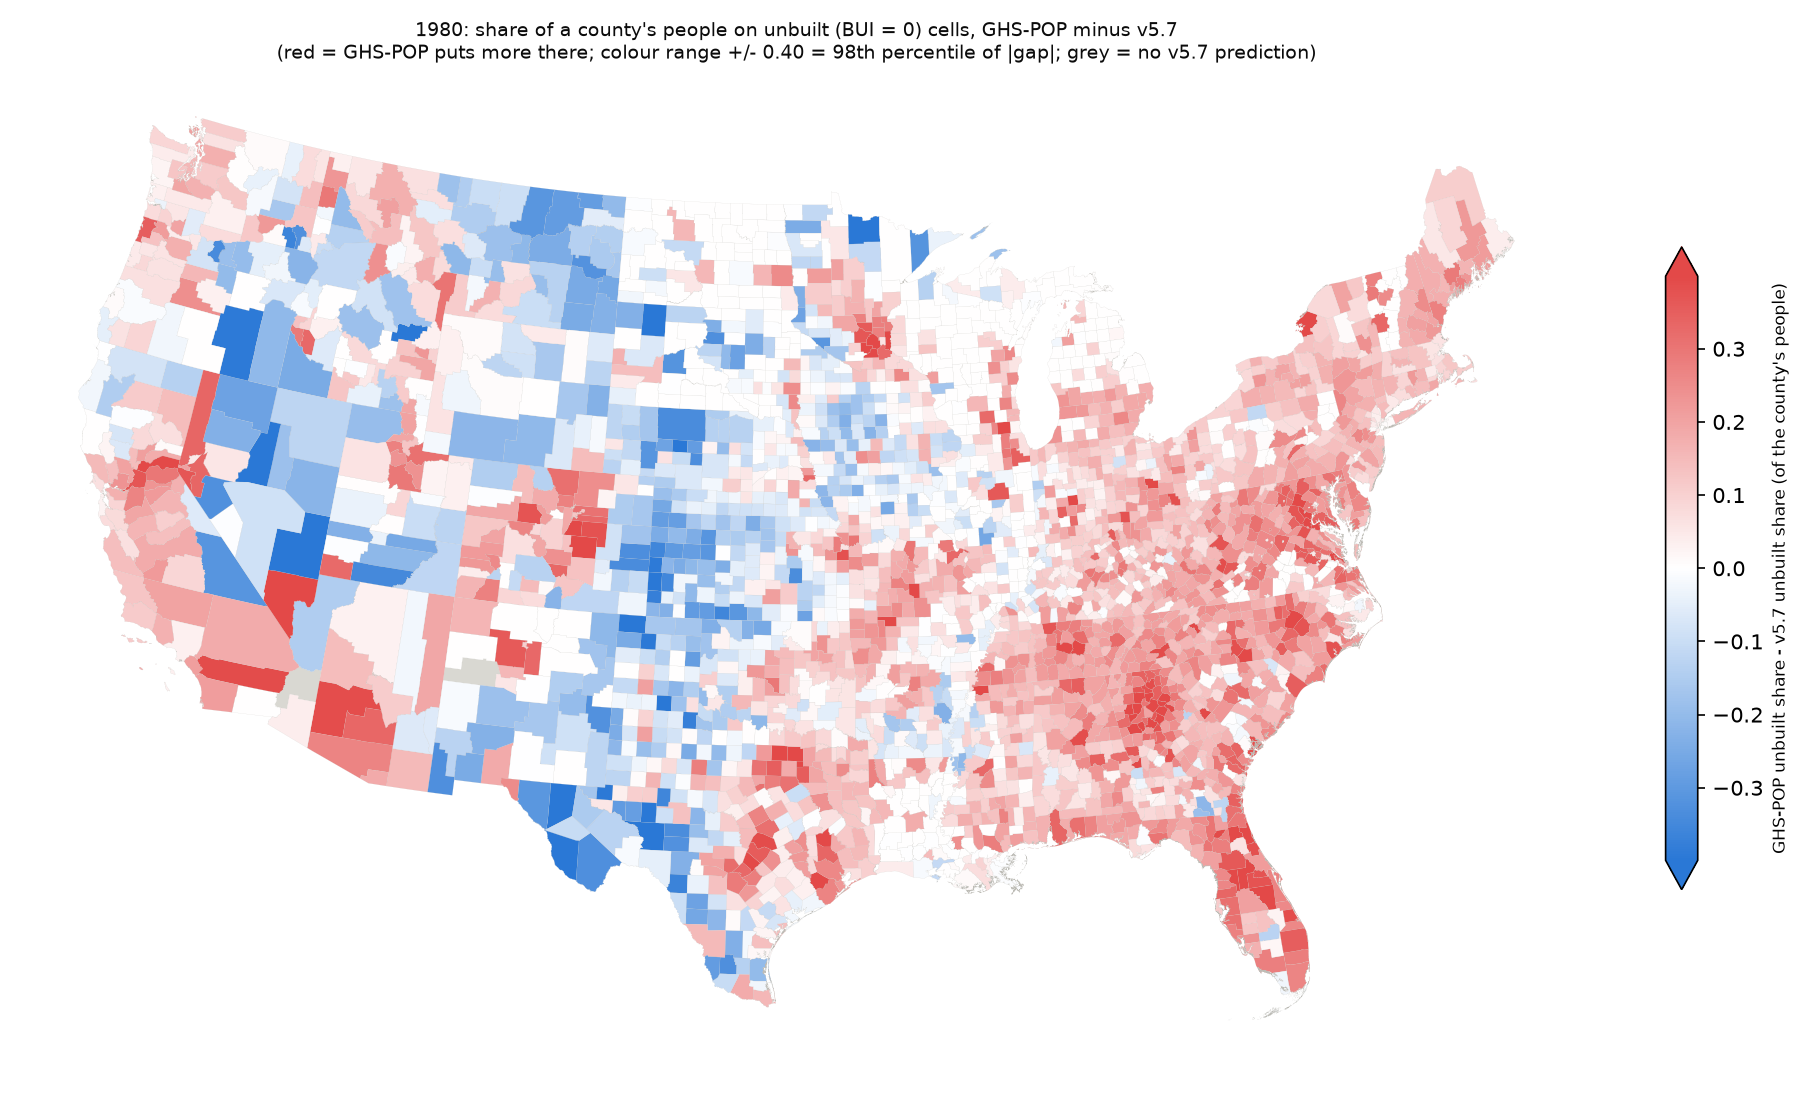 1980: share of a county's people on unbuilt (BUI = 0) cells, GHS-POP minus v5.7
(red = GHS-POP puts more there; colour range +/- 0.40 = 98th percentile of |gap|; grey = no v5.7 prediction)
0.3
0.2
0.1
0.0
−0.1
−0.2
−0.3
GHS-POP unbuilt share - v5.7 unbuilt share (of the county's people)